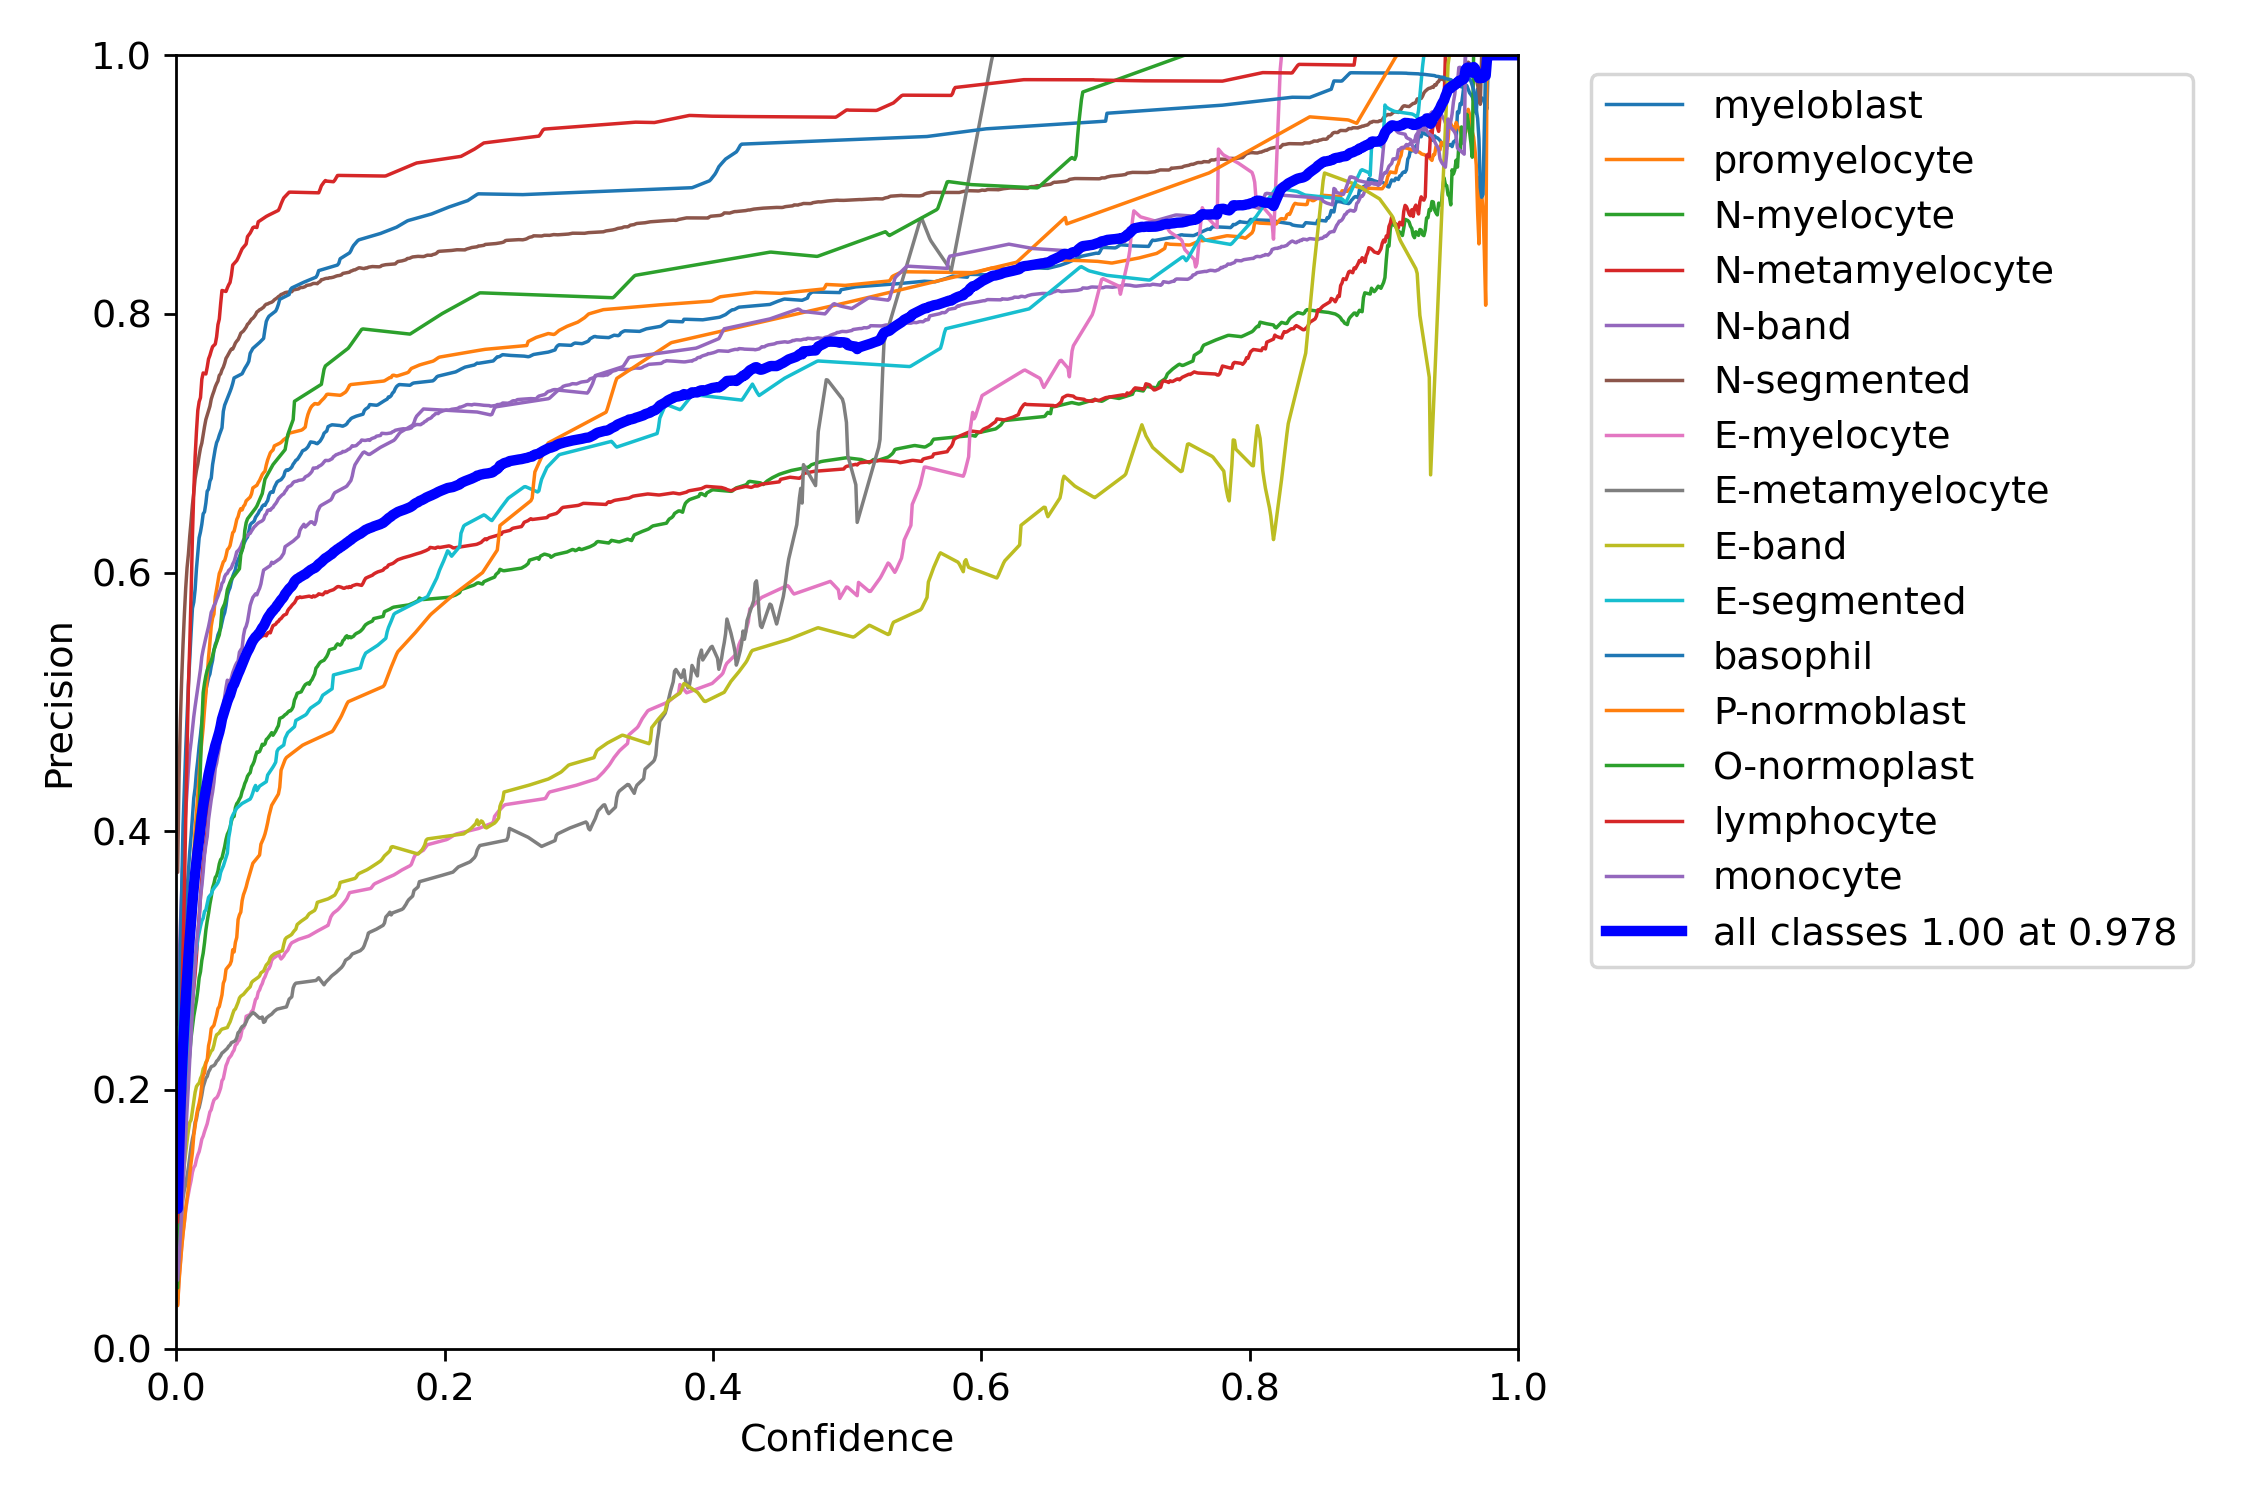 1.0
0.8
0.6
0.4
0.2
0.0
Precision
0.0 0.2 0.4 0.6 0.8 1.0
Confidence
myeloblast
promyelocyte
N-myelocyte
N-metamyelocyte
N-band
N-segmented
E-myelocyte
E-metamyelocyte
E-band
E-segmented
basophil
P-normoblast
O-normoplast
lymphocyte
monocyte
all classes 1.00 at 0.978